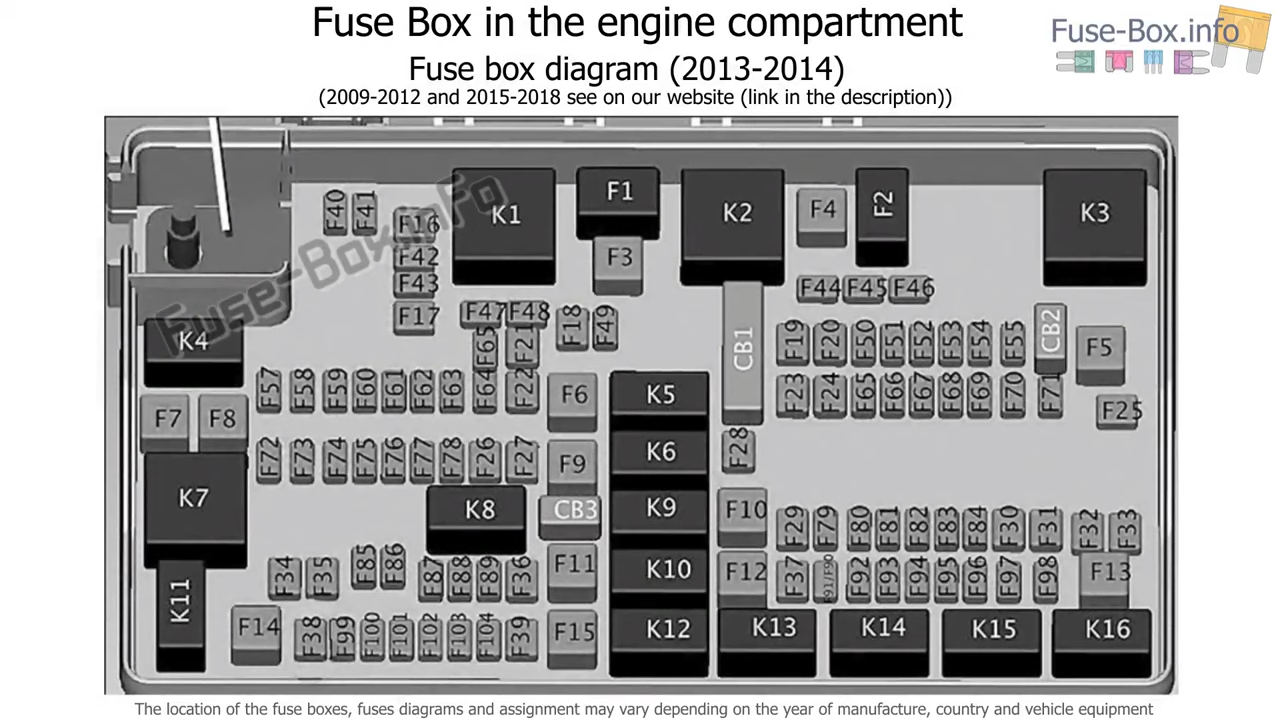 Fuse Box in the engine compartment
Fuse-Box.info
Fuse box diagram (2013-2014)
(2009-2012 and 2015-2018 see on our website (link in the description))
F40 F41 F16 K1 F1 K2 F4 F2 K3
F42 F3
F43 F44 F45 F46
F17 F47 F48 F18 F49
Fuse-Box.info
K4 F65 F21 CB1 F19 F20 F50 F51 F52 F53 F54 F55 CB2 F5
F57 F58 F59 F60 F61 F62 F63 F64 F22 F6 K5 F23 F24 F65 F66 F67 F68 F69 F70 F71 F25
F7 F8
F72 F73 F74 F75 F76 F77 F78 F26 F27 F9 K6 F28
K7 K8 CB3 K9 F10 F29 F79 F80 F81 F82 F83 F84 F30 F31 F32 F33
F34 F35 F85 F86 F87 F88 F89 F36 F11 K10 F12 F37 F91/F90 F92 F93 F94 F95 F96 F97 F98 F13
K11 F14 F38 F99 F100 F101 F102 F103 F104 F39 F15 K12 K13 K14 K15 K16
The location of the fuse boxes, fuses diagrams and assignment may vary depending on the year of manufacture, country and vehicle equipment